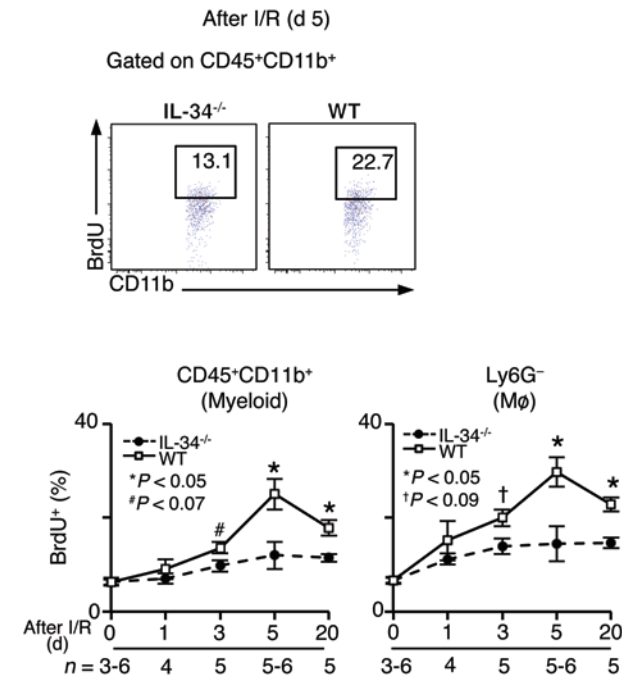 After I/R (d 5)
Gated on CD45⁺CD11b⁺
IL-34⁻/⁻ WT
13.1 22.7
BrdU
CD11b
CD45⁺CD11b⁺
(Myeloid)
Ly6G⁻
(Mø)
BrdU⁺ (%)
40
0
IL-34⁻/⁻
WT
*P < 0.05
#P < 0.07
#
*
*
40
0
IL-34⁻/⁻
WT
*P < 0.05
†P < 0.09
†
*
*
After I/R
(d)
0 1 3 5 20
0 1 3 5 20
n = 3-6 4 5 5-6 5
3-6 4 5 5-6 5